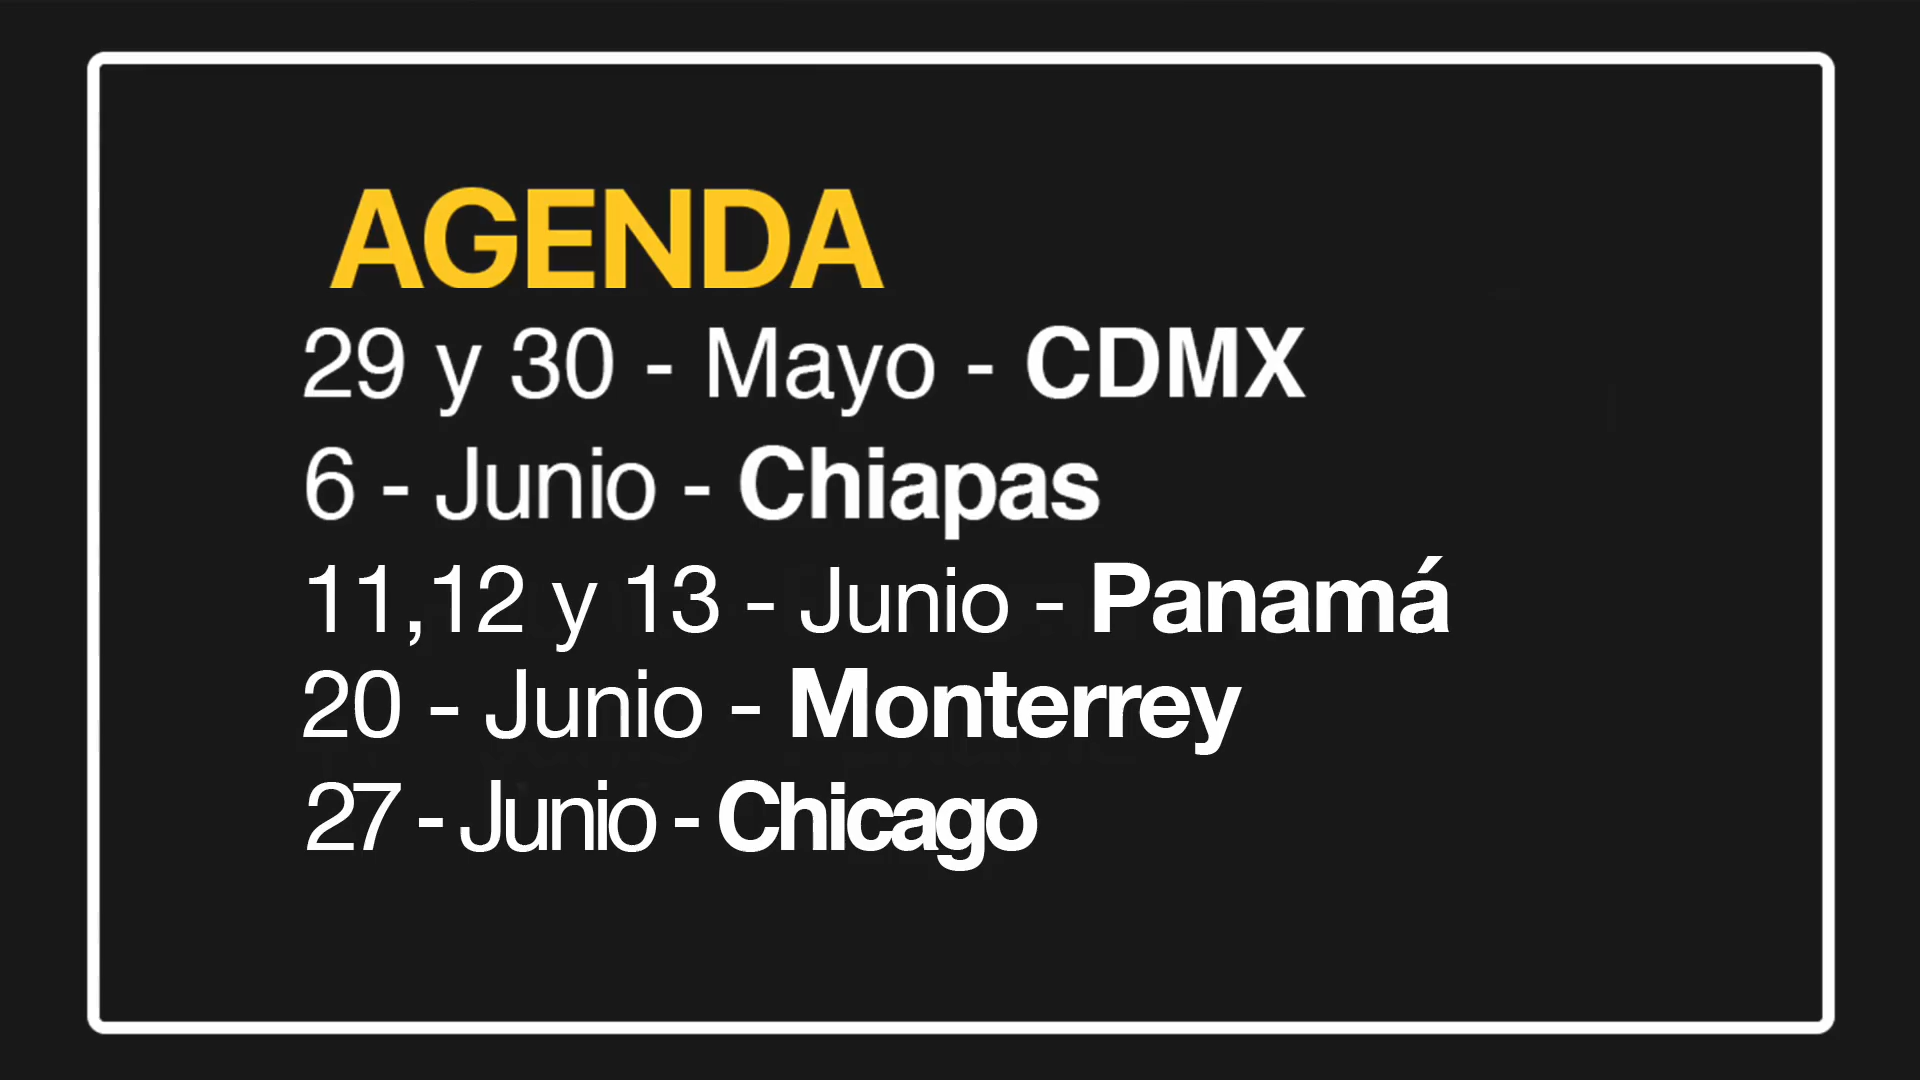 AGENDA
29 y 30 - Mayo - CDMX
6 - Junio - Chiapas
11,12 y 13 - Junio - Panamá
20 - Junio - Monterrey
27 - Junio - Chicago